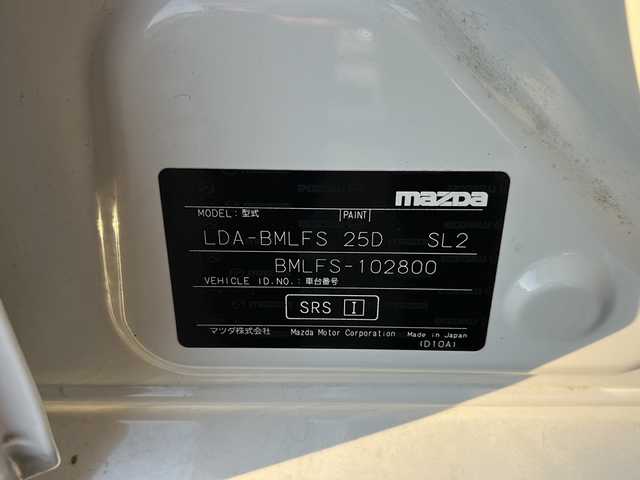 mazda
MODEL: 型式 PAINT
LDA-BMLFS 25D SL2
BMLFS-102800
VEHICLE ID.NO.: 車台番号
SRS I
マツダ株式会社 Mazda Motor Corporation Made in Japan
(D10A)